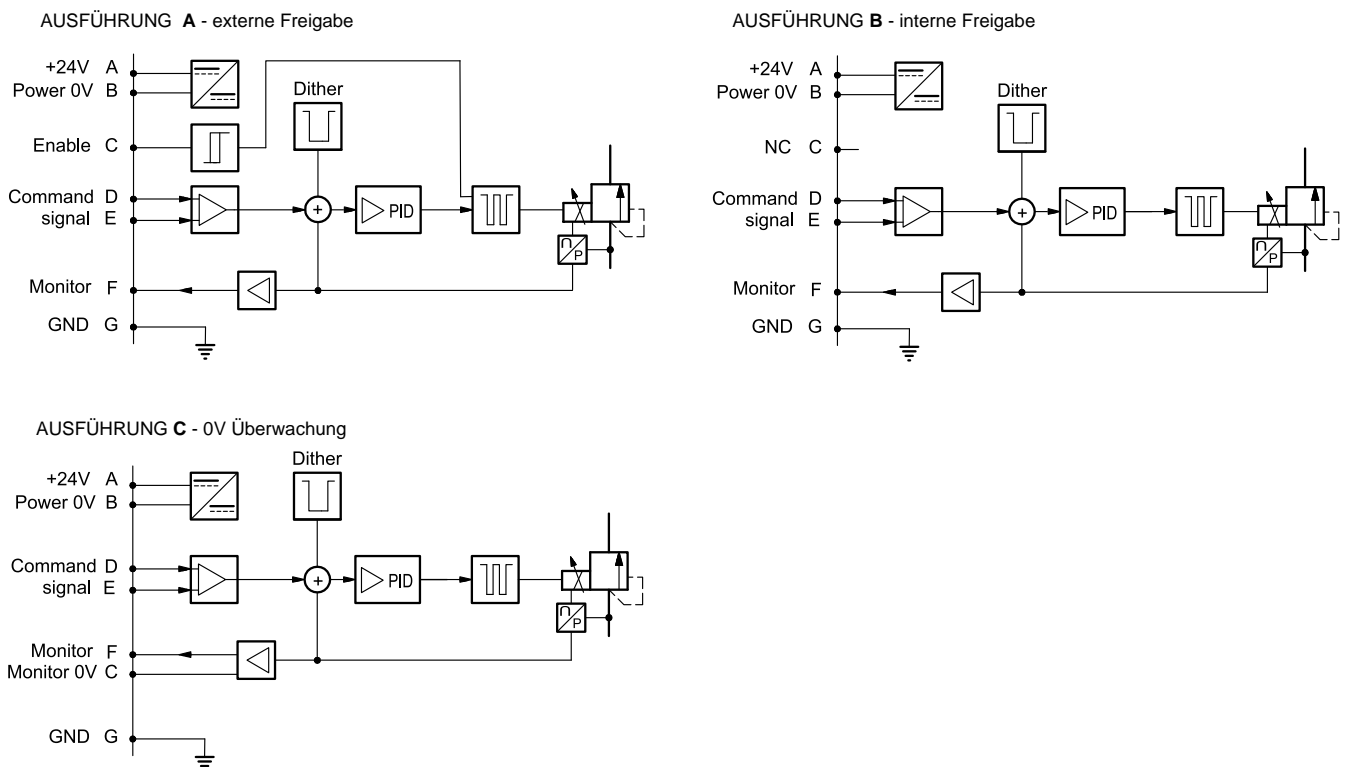 AUSFÜHRUNG A - externe Freigabe
+24V A
Power 0V B
Dither
Enable C
Command D
signal E
PID
n
P
Monitor F
GND G
AUSFÜHRUNG B - interne Freigabe
+24V A
Power 0V B
Dither
NC C
Command D
signal E
PID
n
P
Monitor F
GND G
AUSFÜHRUNG C - 0V Überwachung
+24V A
Power 0V B
Dither
Command D
signal E
PID
n
P
Monitor F
Monitor 0V C
GND G